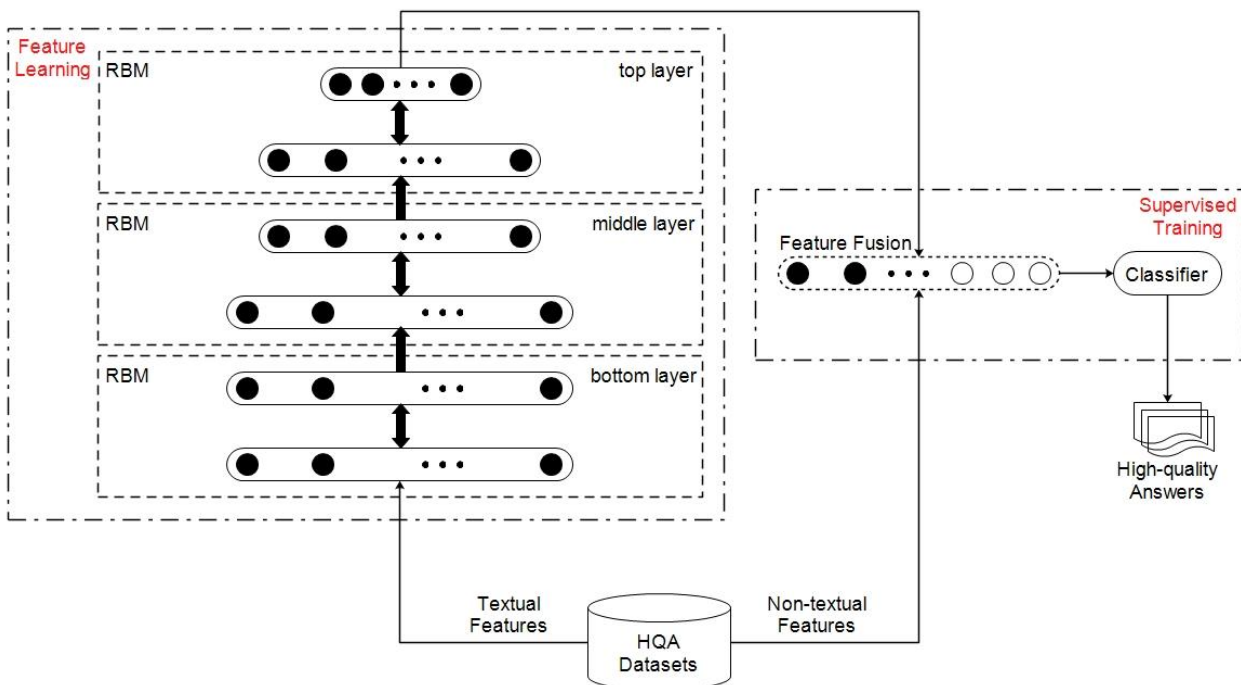 Feature
Learning
RBM
top layer
RBM
middle layer
RBM
bottom layer
Supervised
Training
Feature Fusion
Classifier
High-quality
Answers
Textual
Features
Non-textual
Features
HQA
Datasets